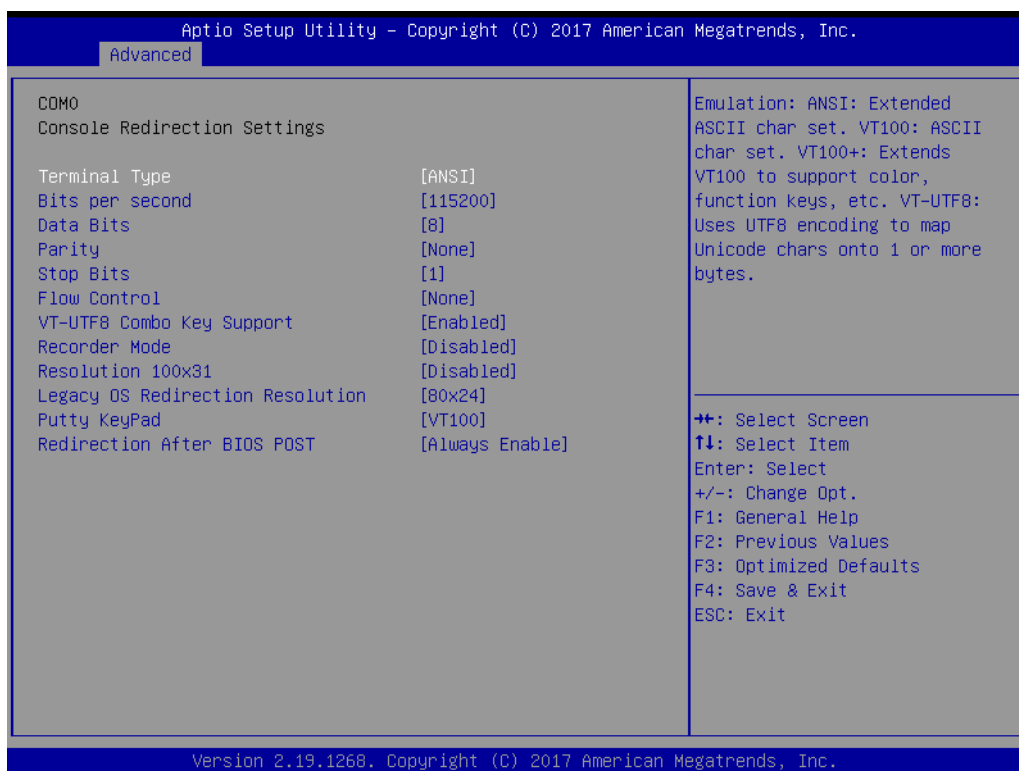 Aptio Setup Utility – Copyright (C) 2017 American Megatrends, Inc.
Advanced
COM0
Console Redirection Settings
Terminal Type [ANSI]
Bits per second [115200]
Data Bits [8]
Parity [None]
Stop Bits [1]
Flow Control [None]
VT-UTF8 Combo Key Support [Enabled]
Recorder Mode [Disabled]
Resolution 100x31 [Disabled]
Legacy OS Redirection Resolution [80x24]
Putty KeyPad [VT100]
Redirection After BIOS POST [Always Enable]
Emulation: ANSI: Extended
ASCII char set. VT100: ASCII
char set. VT100+: Extends
VT100 to support color,
function keys, etc. VT-UTF8:
Uses UTF8 encoding to map
Unicode chars onto 1 or more
bytes.
→←: Select Screen
↑↓: Select Item
Enter: Select
+/-: Change Opt.
F1: General Help
F2: Previous Values
F3: Optimized Defaults
F4: Save & Exit
ESC: Exit
Version 2.19.1268. Copyright (C) 2017 American Megatrends, Inc.